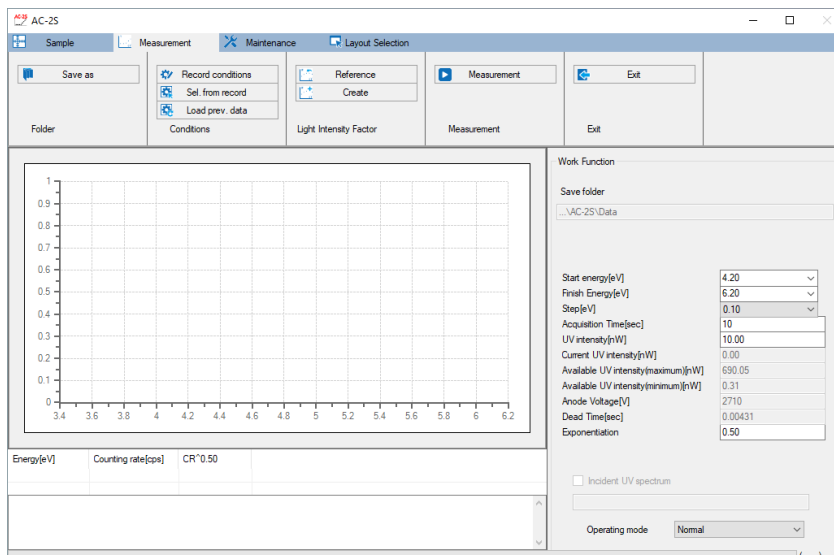 AC-2S AC-2S
Sample Measurement Maintenance Layout Selection
Save as Record conditions Reference Measurement Exit
Sel. from record Create
Load prev. data
Folder Conditions Light Intensity Factor Measurement Exit
Work Function
Save folder
...\AC-2S\Data
1
0.9
0.8
0.7
0.6
0.5
0.4
0.3
0.2
0.1
0
3.4 3.6 3.8 4 4.2 4.4 4.6 4.8 5 5.2 5.4 5.6 5.8 6 6.2
Start energy[eV] 4.20
Finish Energy[eV] 6.20
Step[eV] 0.10
Acquisition Time[sec] 10
UV intensity[nW] 10.00
Current UV intensity[nW] 0.00
Available UV intensity(maximum)[nW] 690.05
Available UV intensity(minimum)[nW] 0.31
Anode Voltage[V] 2710
Dead Time[sec] 0.00431
Exponentiation 0.50
Energy[eV] Counting rate[cps] CR^0.50
Incident UV spectrum
Operating mode Normal